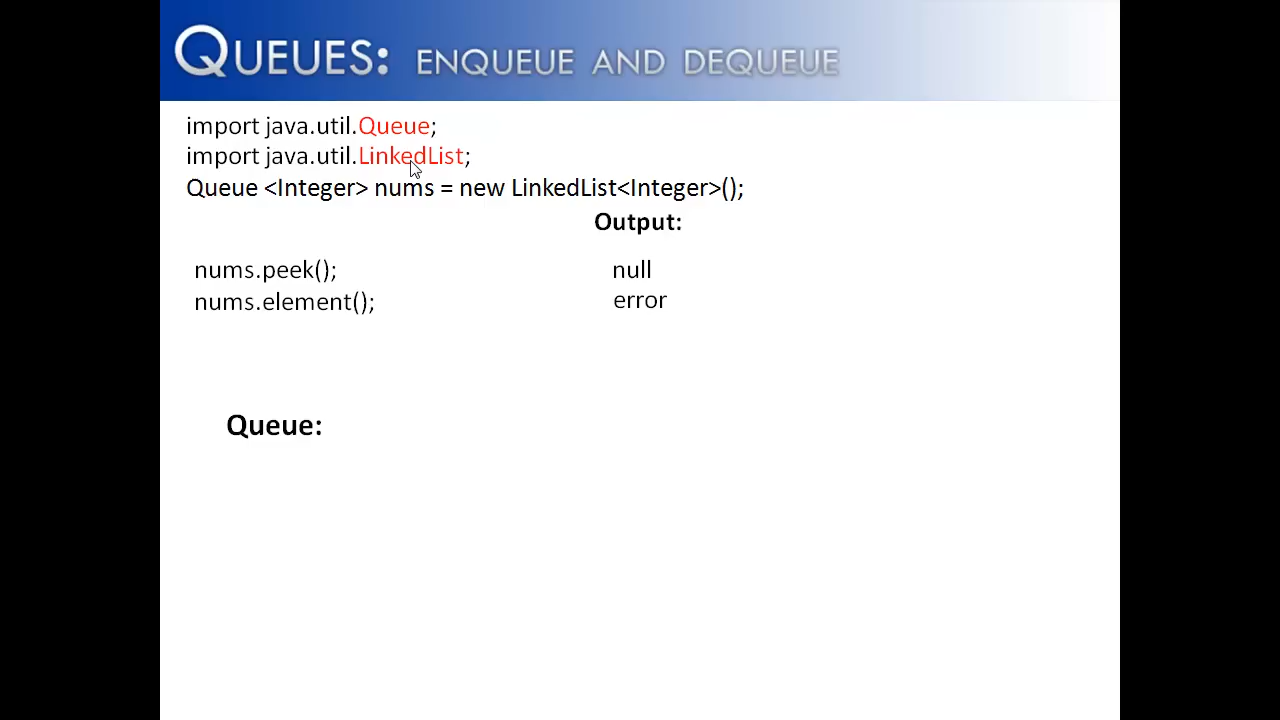 QUEUES: ENQUEUE AND DEQUEUE
import java.util.Queue;
import java.util.LinkedList;
Queue <Integer> nums = new LinkedList<Integer>();
Output:
nums.peek(); null
nums.element(); error
Queue: